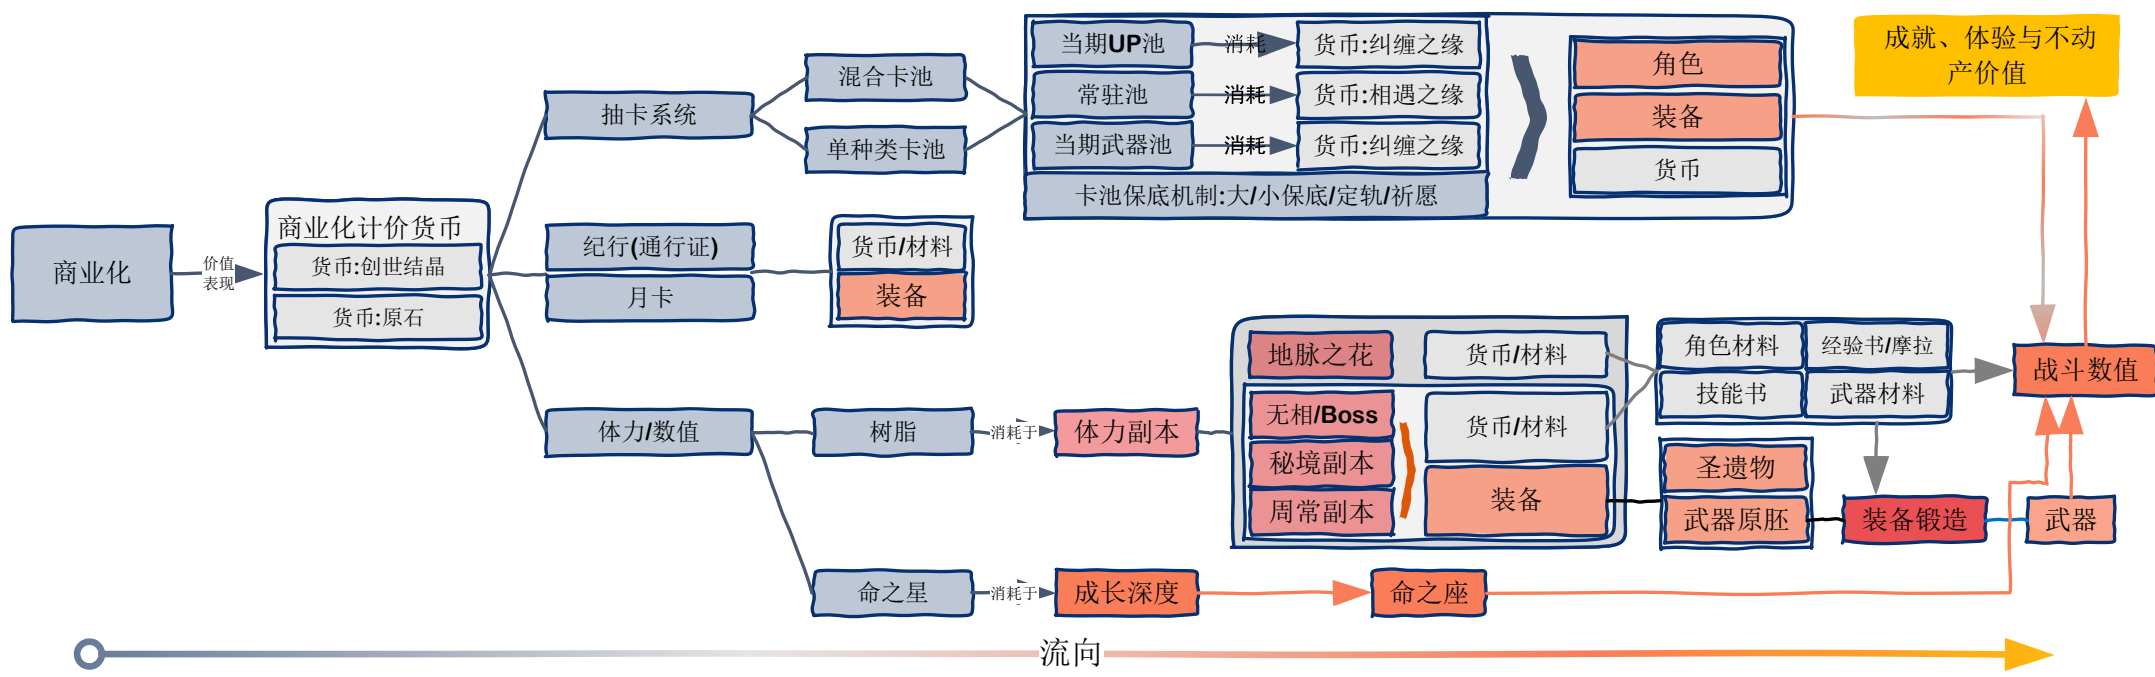 商业化
价值
表现
商业化计价货币
货币:创世结晶
货币:原石
抽卡系统
纪行(通行证)
月卡
体力/数值
混合卡池
单种类卡池
货币/材料
装备
树脂
命之星
当期UP池
消耗
货币:纠缠之缘
常驻池
消耗
货币:相遇之缘
当期武器池
消耗
货币:纠缠之缘
卡池保底机制:大/小保底/定轨/祈愿
角色
装备
货币
成就、体验与不动
产价值
消耗于
体力副本
地脉之花
货币/材料
无相/Boss
秘境副本
周常副本
货币/材料
装备
角色材料
经验书/摩拉
技能书
武器材料
战斗数值
圣遗物
武器原胚
装备锻造
武器
消耗于
成长深度
命之座
流向